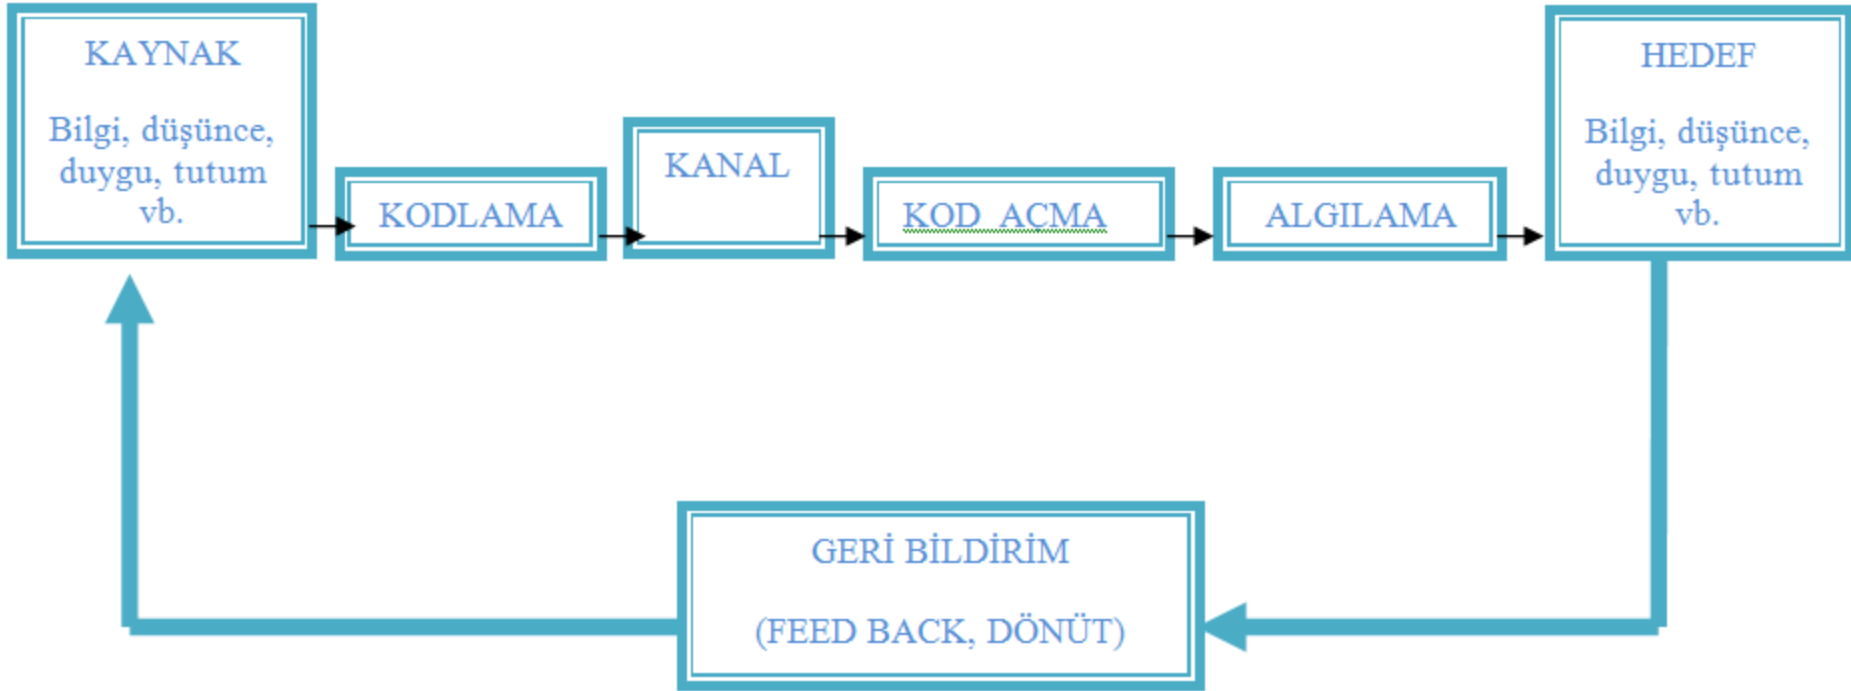 KAYNAK
Bilgi, düşünce,
duygu, tutum
vb.
KODLAMA
KANAL
KOD AÇMA
ALGILAMA
HEDEF
Bilgi, düşünce,
duygu, tutum
vb.
GERİ BİLDİRİM
(FEED BACK, DÖNÜT)